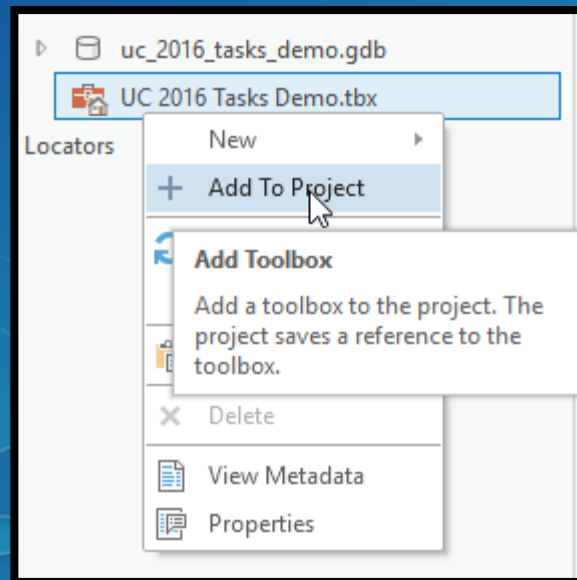 uc_2016_tasks_demo.gdb
UC 2016 Tasks Demo.tbx
Locators
New
Add To Project
Add Toolbox
Add a toolbox to the project. The
project saves a reference to the
toolbox.
Delete
View Metadata
Properties